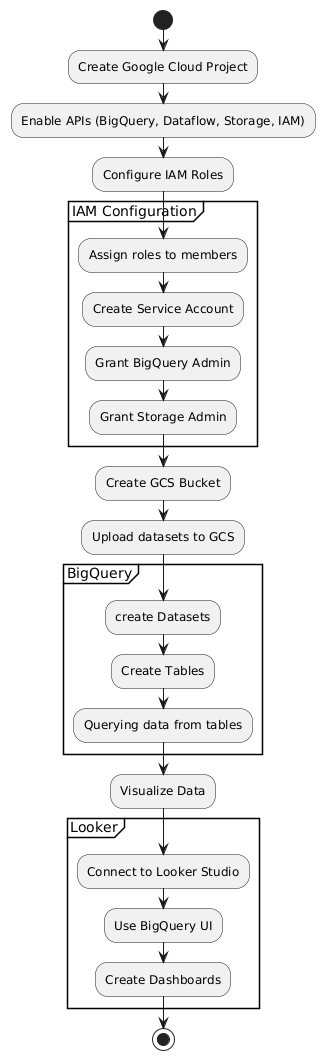 Create Google Cloud Project
Enable APIs (BigQuery, Dataflow, Storage, IAM)
Configure IAM Roles
IAM Configuration
Assign roles to members
Create Service Account
Grant BigQuery Admin
Grant Storage Admin
Create GCS Bucket
Upload datasets to GCS
BigQuery
create Datasets
Create Tables
Querying data from tables
Visualize Data
Looker
Connect to Looker Studio
Use BigQuery UI
Create Dashboards